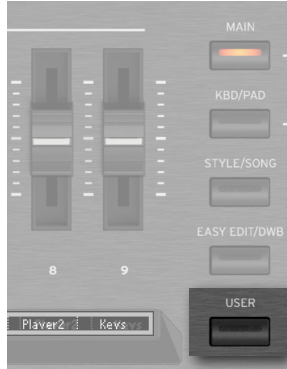 MAIN
KBD/PAD
STYLE/SONG
EASY EDIT/DWB
8 9
USER
Player2 Keys